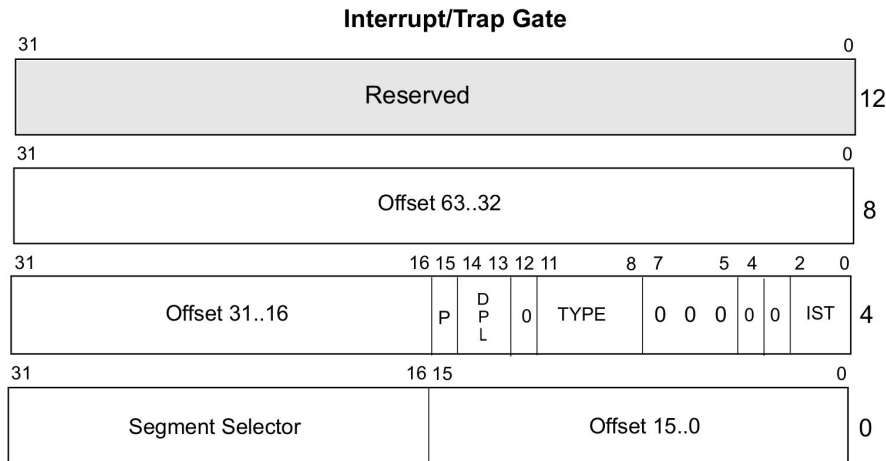 Interrupt/Trap Gate
31 0
Reserved 12
31 0
Offset 63..32 8
31 16 15 14 13 12 11 8 7 5 4 2 0
Offset 31..16 P DPL 0 TYPE 0 0 0 0 0 IST 4
31 16 15 0
Segment Selector Offset 15..0 0